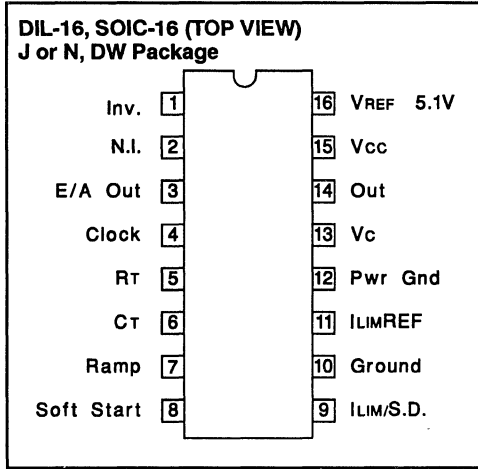 DIL-16, SOIC-16 (TOP VIEW)
J or N, DW Package
Inv. 1 16 VREF 5.1V
N.I. 2 15 Vcc
E/A Out 3 14 Out
Clock 4 13 Vc
RT 5 12 Pwr Gnd
CT 6 11 ILIMREF
Ramp 7 10 Ground
Soft Start 8 9 ILIM/S.D.